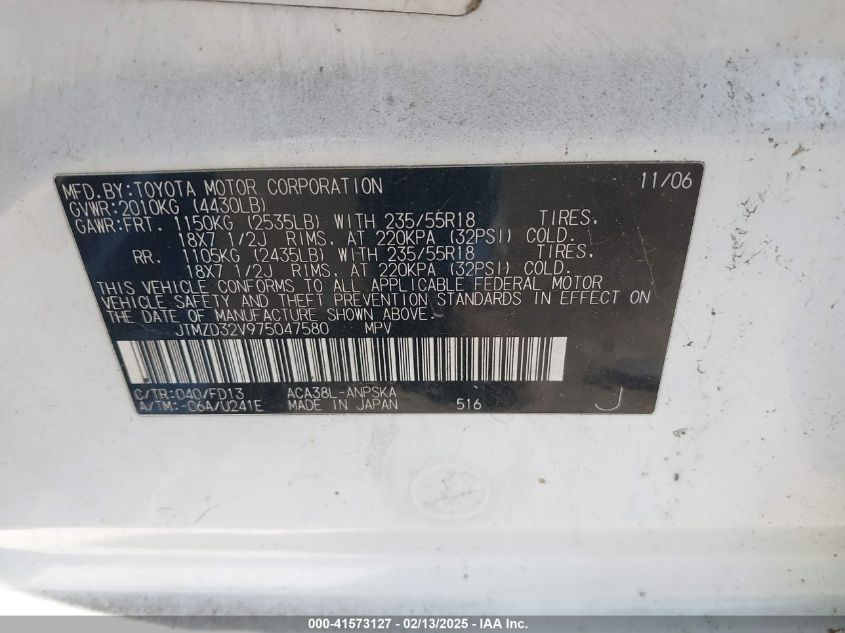 MFD.BY:TOYOTA MOTOR CORPORATION 11/06
GVWR:2010KG (4430LB)
GAWR:FRT. 1150KG (2535LB) WITH 235/55R18 TIRES,
18X7 1/2J RIMS, AT 220KPA (32PSI) COLD.
RR. 1105KG (2435LB) WITH 235/55R18 TIRES,
18X7 1/2J RIMS, AT 220KPA (32PSI) COLD.
THIS VEHICLE CONFORMS TO ALL APPLICABLE FEDERAL MOTOR
VEHICLE SAFETY AND THEFT PREVENTION STANDARDS IN EFFECT ON
THE DATE OF MANUFACTURE SHOWN ABOVE.
JTMZD32V975047580 MPV
C/TR:040/FD13 ACA38L-ANPSKA
A/TM:-06A/U241E MADE IN JAPAN 516 J
000-41573127 - 02/13/2025 - IAA Inc.